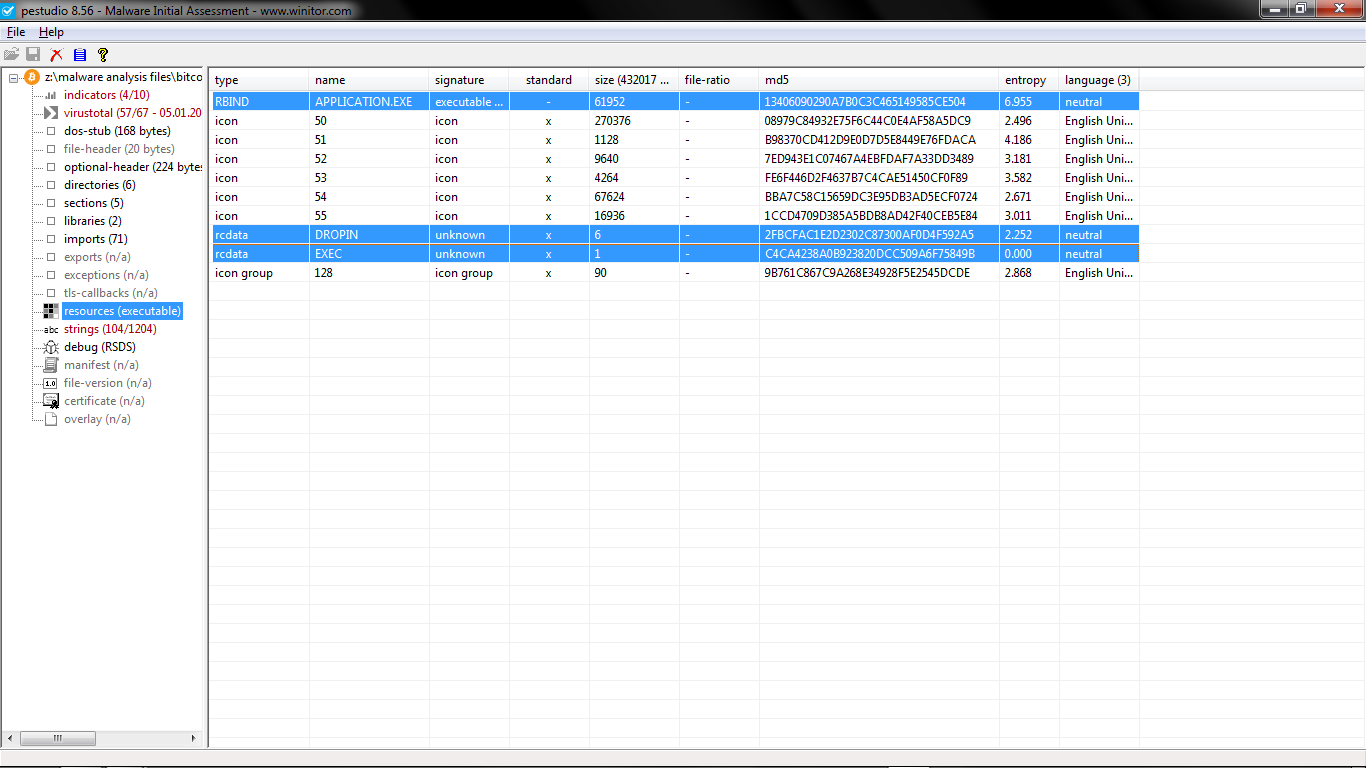 pestudio 8.56 - Malware Initial Assessment - www.winitor.com
File Help
z:\malware analysis files\bitco
indicators (4/10)
virustotal (57/67 - 05.01.20
dos-stub (168 bytes)
file-header (20 bytes)
optional-header (224 bytes
directories (6)
sections (5)
libraries (2)
imports (71)
exports (n/a)
exceptions (n/a)
tls-callbacks (n/a)
resources (executable)
abc strings (104/1204)
debug (RSDS)
manifest (n/a)
1.0 file-version (n/a)
certificate (n/a)
overlay (n/a)
type name signature standard size (432017 ... file-ratio md5 entropy language (3)
RBIND APPLICATION.EXE executable ... - 61952 - 13406090290A7B0C3C465149585CE504 6.955 neutral
icon 50 icon x 270376 - 08979C84932E75F6C44C0E4AF58A5DC9 2.496 English Uni...
icon 51 icon x 1128 - B98370CD412D9E0D7D5E8449E76FDACA 4.186 English Uni...
icon 52 icon x 9640 - 7ED943E1C07467A4EBFDAF7A33DD3489 3.181 English Uni...
icon 53 icon x 4264 - FE6F446D2F4637B7C4CAE51450CF0F89 3.582 English Uni...
icon 54 icon x 67624 - BBA7C58C15659DC3E95DB3AD5ECF0724 2.671 English Uni...
icon 55 icon x 16936 - 1CCD4709D385A5BDB8AD42F40CEB5E84 3.011 English Uni...
rcdata DROPIN unknown x 6 - 2FBCFAC1E2D2302C87300AF0D4F592A5 2.252 neutral
rcdata EXEC unknown x 1 - C4CA4238A0B923820DCC509A6F75849B 0.000 neutral
icon group 128 icon group x 90 - 9B761C867C9A268E34928F5E2545DCDE 2.868 English Uni...